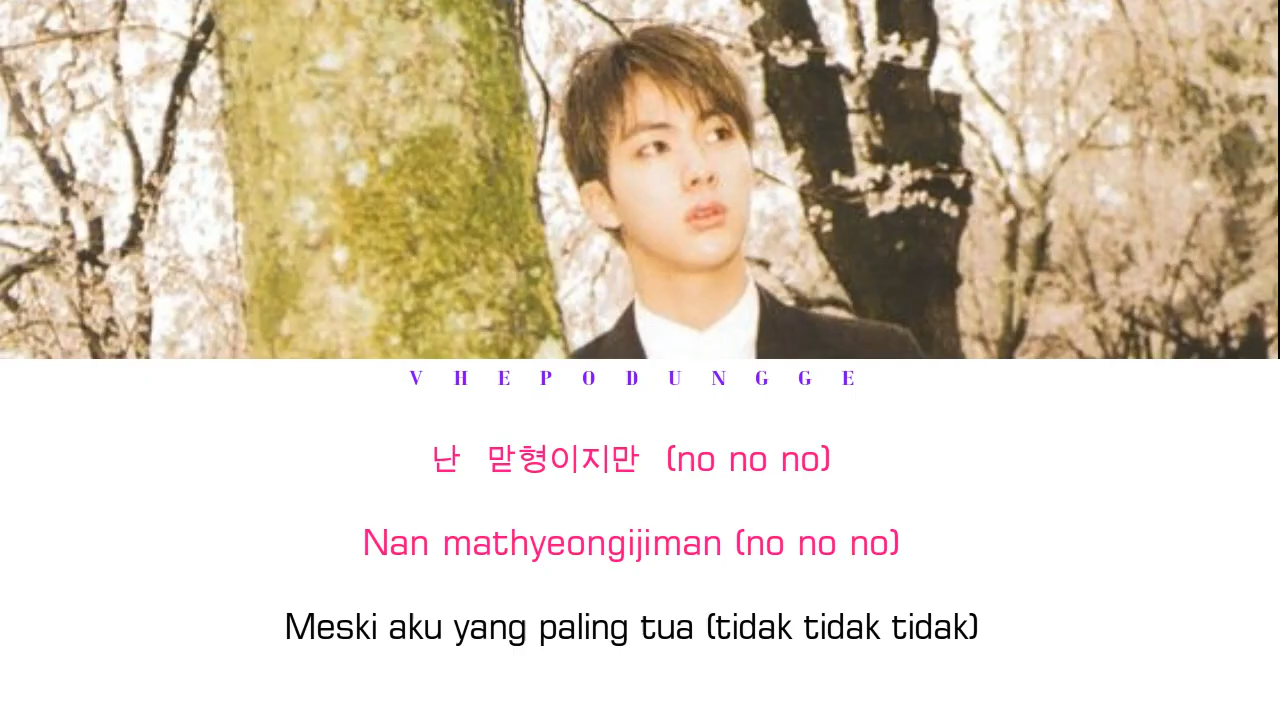 VHEPODUNGGE
난 맏형이지만 (no no no)
Nan mathyeongijiman (no no no)
Meski aku yang paling tua (tidak tidak tidak)